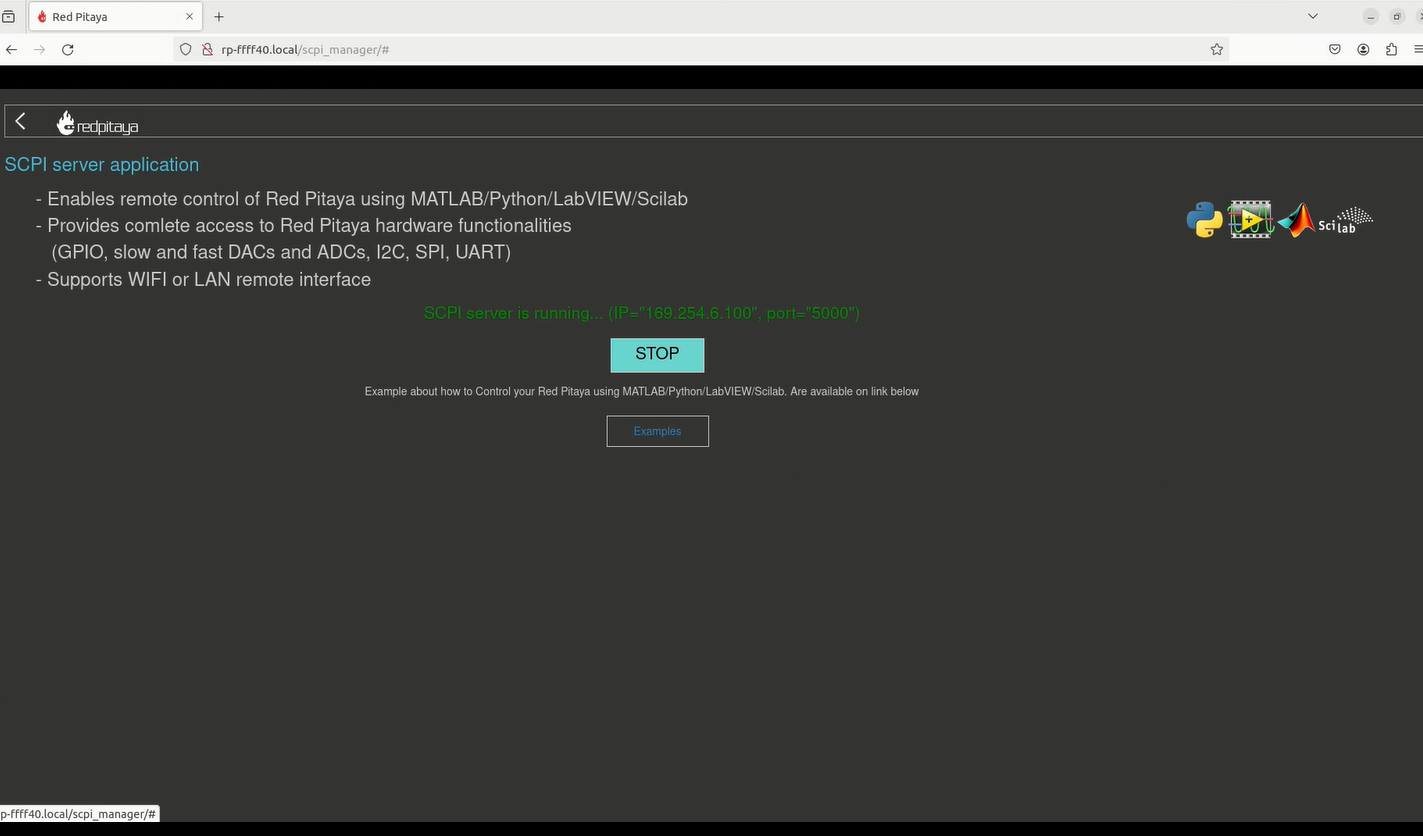 Red Pitaya
rp-ffff40.local/scpi_manager/#
redpitaya
SCPI server application
- Enables remote control of Red Pitaya using MATLAB/Python/LabVIEW/Scilab
- Provides comlete access to Red Pitaya hardware functionalities
(GPIO, slow and fast DACs and ADCs, I2C, SPI, UART)
- Supports WIFI or LAN remote interface
Scilab
SCPI server is running... (IP="169.254.6.100", port="5000")
STOP
Example about how to Control your Red Pitaya using MATLAB/Python/LabVIEW/Scilab. Are available on link below
Examples
p-ffff40.local/scpi_manager/#